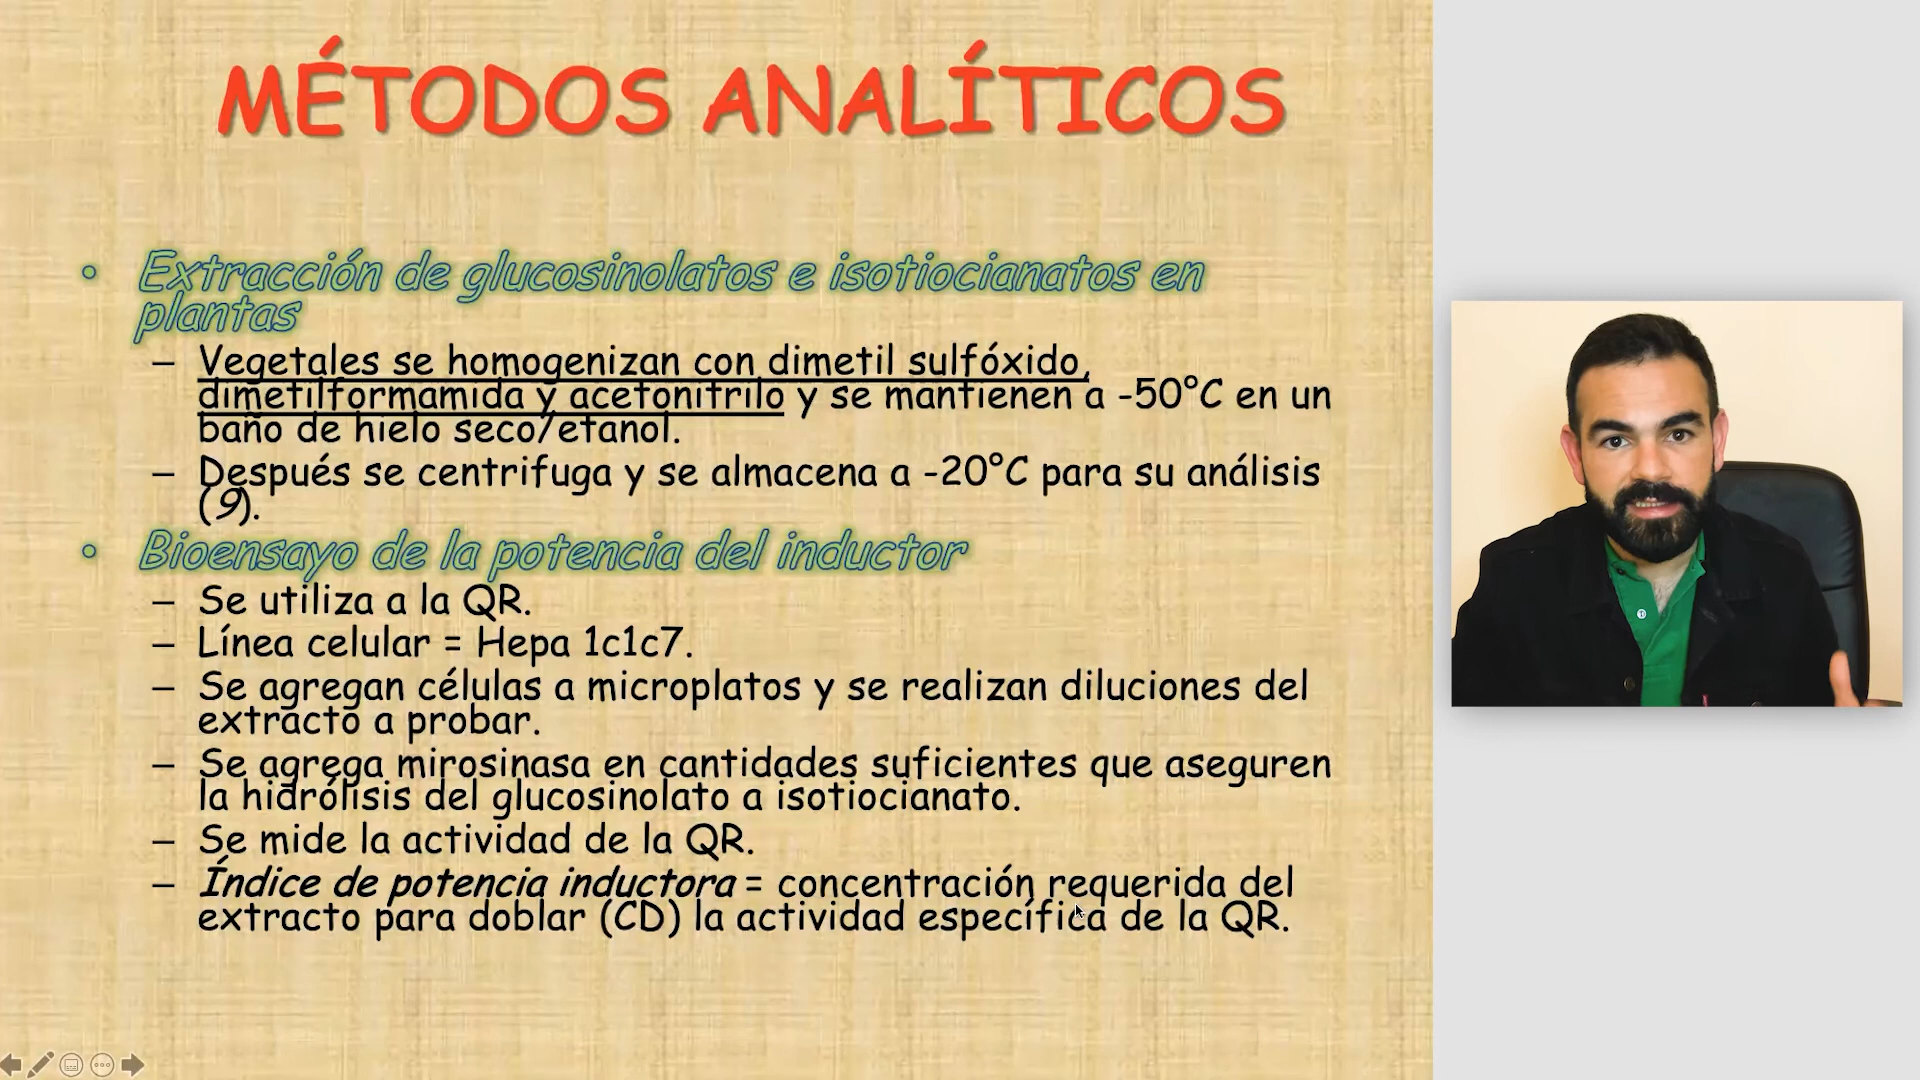 MÉTODOS ANALÍTICOS
• Extracción de glucosinolatos e isotiocianatos en
plantas
– Vegetales se homogenizan con dimetil sulfóxido,
dimetilformamida y acetonitrilo y se mantienen a -50°C en un
baño de hielo seco/etanol.
– Después se centrifuga y se almacena a -20°C para su análisis
(9).
• Bioensayo de la potencia del inductor
– Se utiliza a la QR.
– Línea celular = Hepa 1c1c7.
– Se agregan células a microplatos y se realizan diluciones del
extracto a probar.
– Se agrega mirosinasa en cantidades suficientes que aseguren
la hidrólisis del glucosinolato a isotiocianato.
– Se mide la actividad de la QR.
– Índice de potencia inductora = concentración requerida del
extracto para doblar (CD) la actividad específica de la QR.